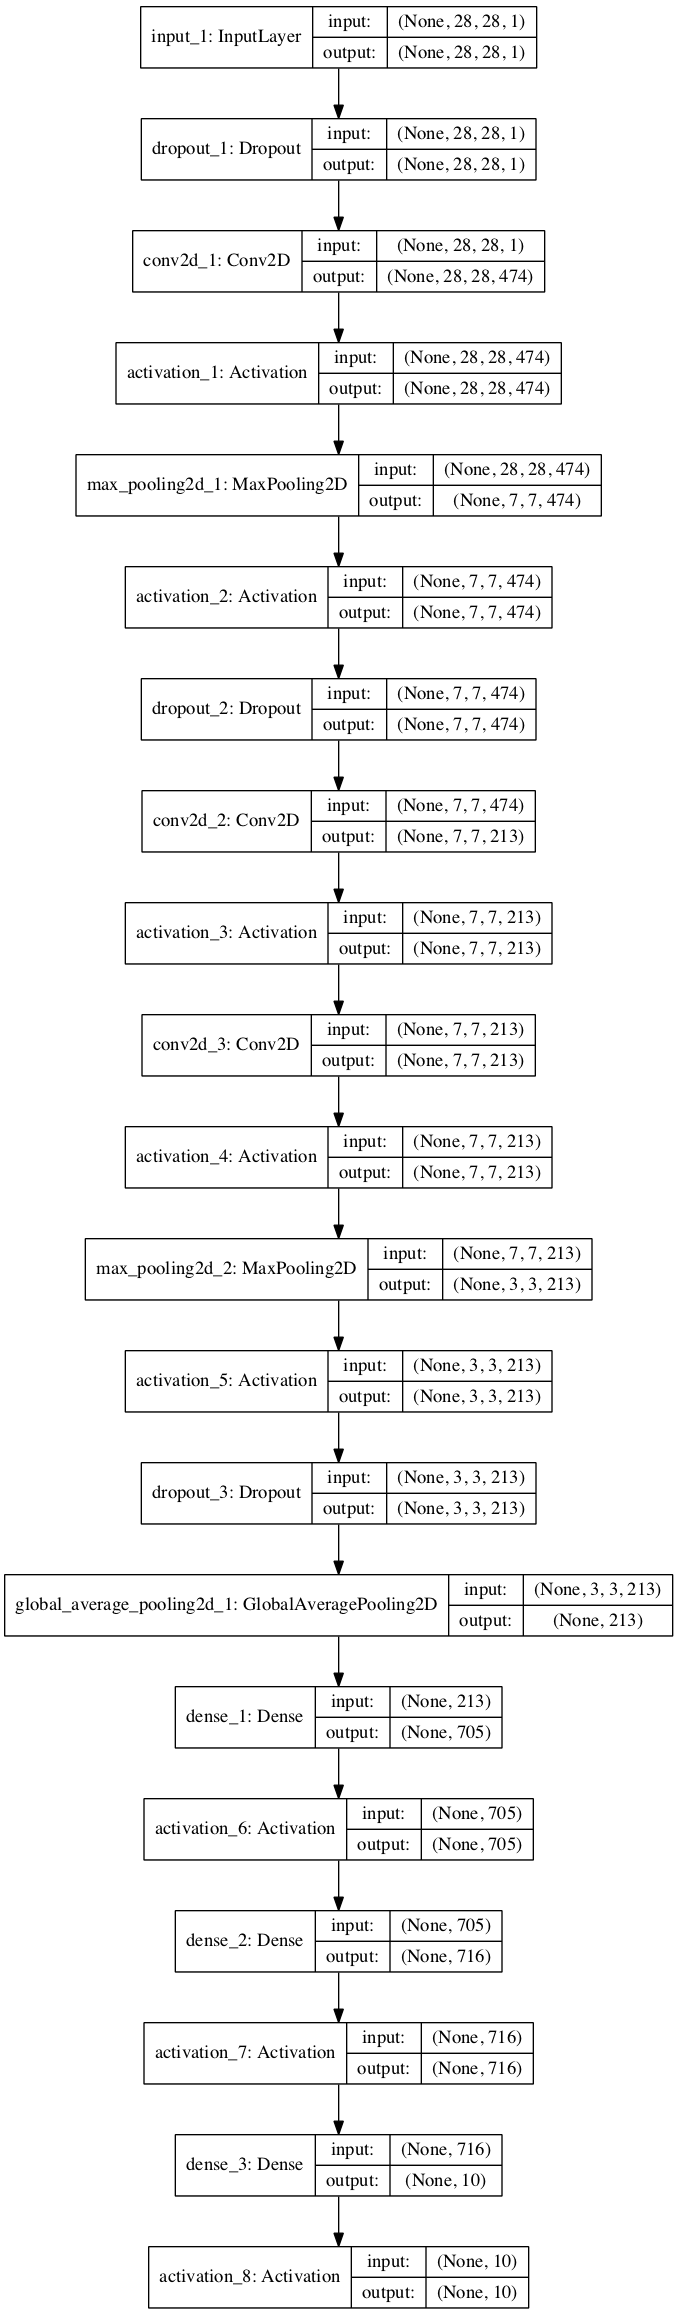 input_1: InputLayer
input: (None, 28, 28, 1)
output: (None, 28, 28, 1)
dropout_1: Dropout
input: (None, 28, 28, 1)
output: (None, 28, 28, 1)
conv2d_1: Conv2D
input: (None, 28, 28, 1)
output: (None, 28, 28, 474)
activation_1: Activation
input: (None, 28, 28, 474)
output: (None, 28, 28, 474)
max_pooling2d_1: MaxPooling2D
input: (None, 28, 28, 474)
output: (None, 7, 7, 474)
activation_2: Activation
input: (None, 7, 7, 474)
output: (None, 7, 7, 474)
dropout_2: Dropout
input: (None, 7, 7, 474)
output: (None, 7, 7, 474)
conv2d_2: Conv2D
input: (None, 7, 7, 474)
output: (None, 7, 7, 213)
activation_3: Activation
input: (None, 7, 7, 213)
output: (None, 7, 7, 213)
conv2d_3: Conv2D
input: (None, 7, 7, 213)
output: (None, 7, 7, 213)
activation_4: Activation
input: (None, 7, 7, 213)
output: (None, 7, 7, 213)
max_pooling2d_2: MaxPooling2D
input: (None, 7, 7, 213)
output: (None, 3, 3, 213)
activation_5: Activation
input: (None, 3, 3, 213)
output: (None, 3, 3, 213)
dropout_3: Dropout
input: (None, 3, 3, 213)
output: (None, 3, 3, 213)
global_average_pooling2d_1: GlobalAveragePooling2D
input: (None, 3, 3, 213)
output: (None, 213)
dense_1: Dense
input: (None, 213)
output: (None, 705)
activation_6: Activation
input: (None, 705)
output: (None, 705)
dense_2: Dense
input: (None, 705)
output: (None, 716)
activation_7: Activation
input: (None, 716)
output: (None, 716)
dense_3: Dense
input: (None, 716)
output: (None, 10)
activation_8: Activation
input: (None, 10)
output: (None, 10)